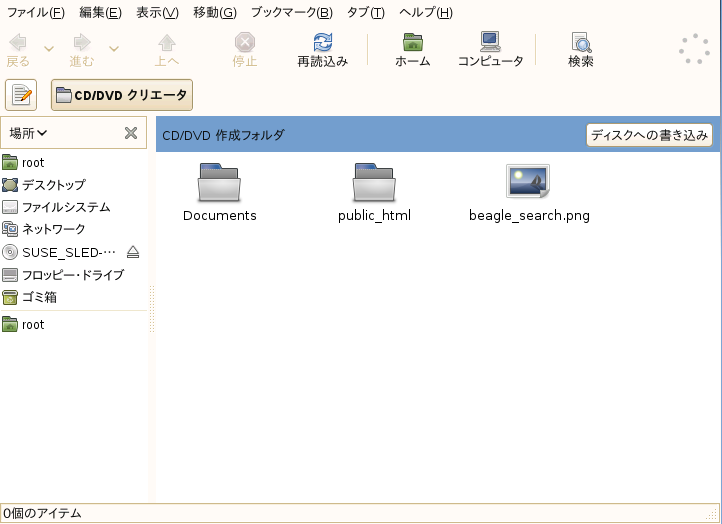 ファイル(F) 編集(E) 表示(V) 移動(G) ブックマーク(B) タブ(T) ヘルプ(H)
戻る 進む 上へ 停止 再読込み ホーム コンピュータ 検索
CD/DVD クリエータ
場所
CD/DVD 作成フォルダ
ディスクへの書き込み
root
デスクトップ
ファイルシステム
ネットワーク
SUSE_SLED-…
フロッピー・ドライブ
ゴミ箱
root
Documents
public_html
beagle_search.png
0個のアイテム